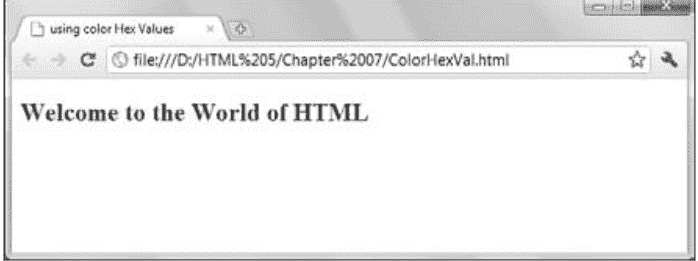 using color Hex Values
file:///D:/HTML%205/Chapter%2007/ColorHexVal.html
Welcome to the World of HTML